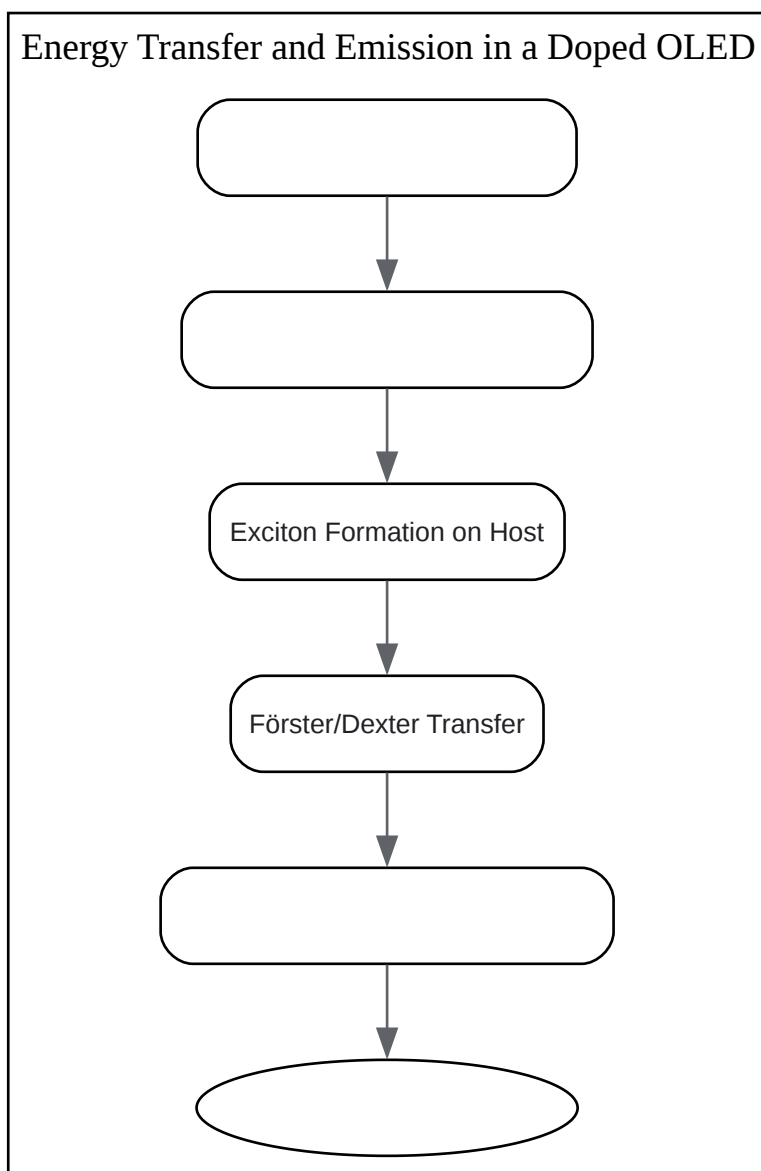 Energy Transfer and Emission in a Doped OLED
Exciton Formation on Host
Förster/Dexter Transfer